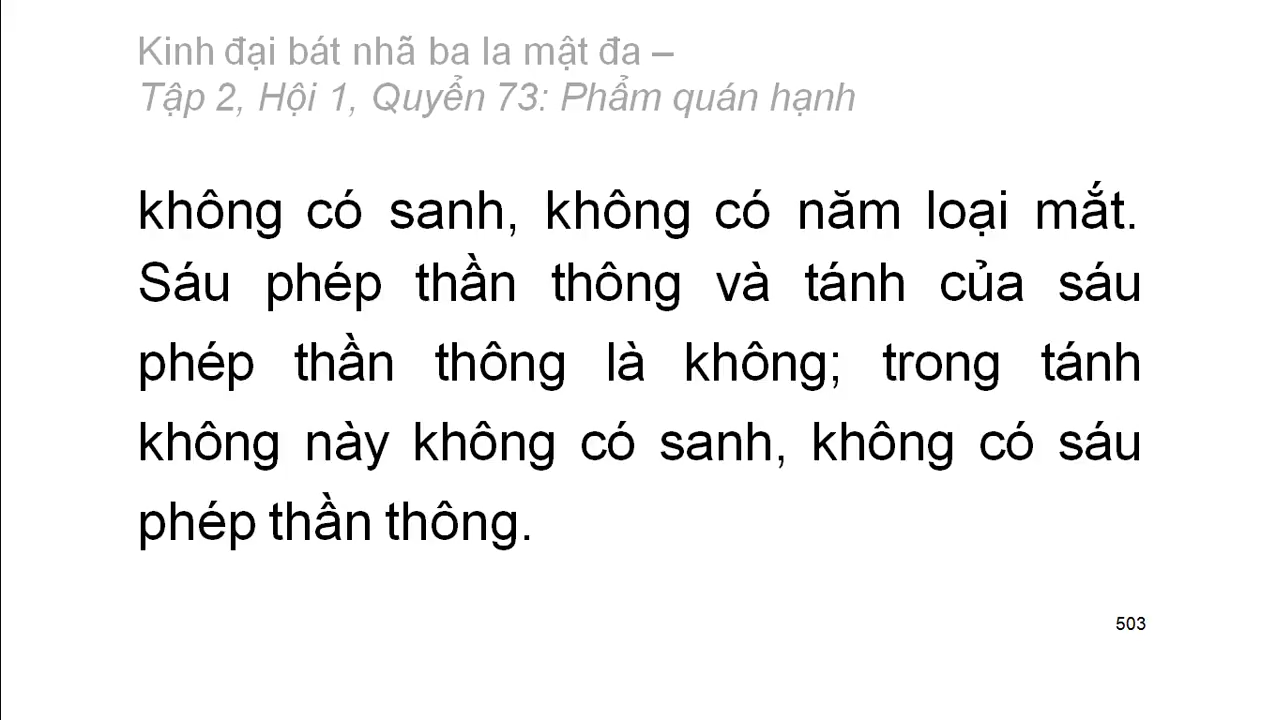 Kinh đại bát nhã ba la mật đa –
Tập 2, Hội 1, Quyển 73: Phẩm quán hạnh
không có sanh, không có năm loại mắt.
Sáu phép thần thông và tánh của sáu
phép thần thông là không; trong tánh
không này không có sanh, không có sáu
phép thần thông.
503